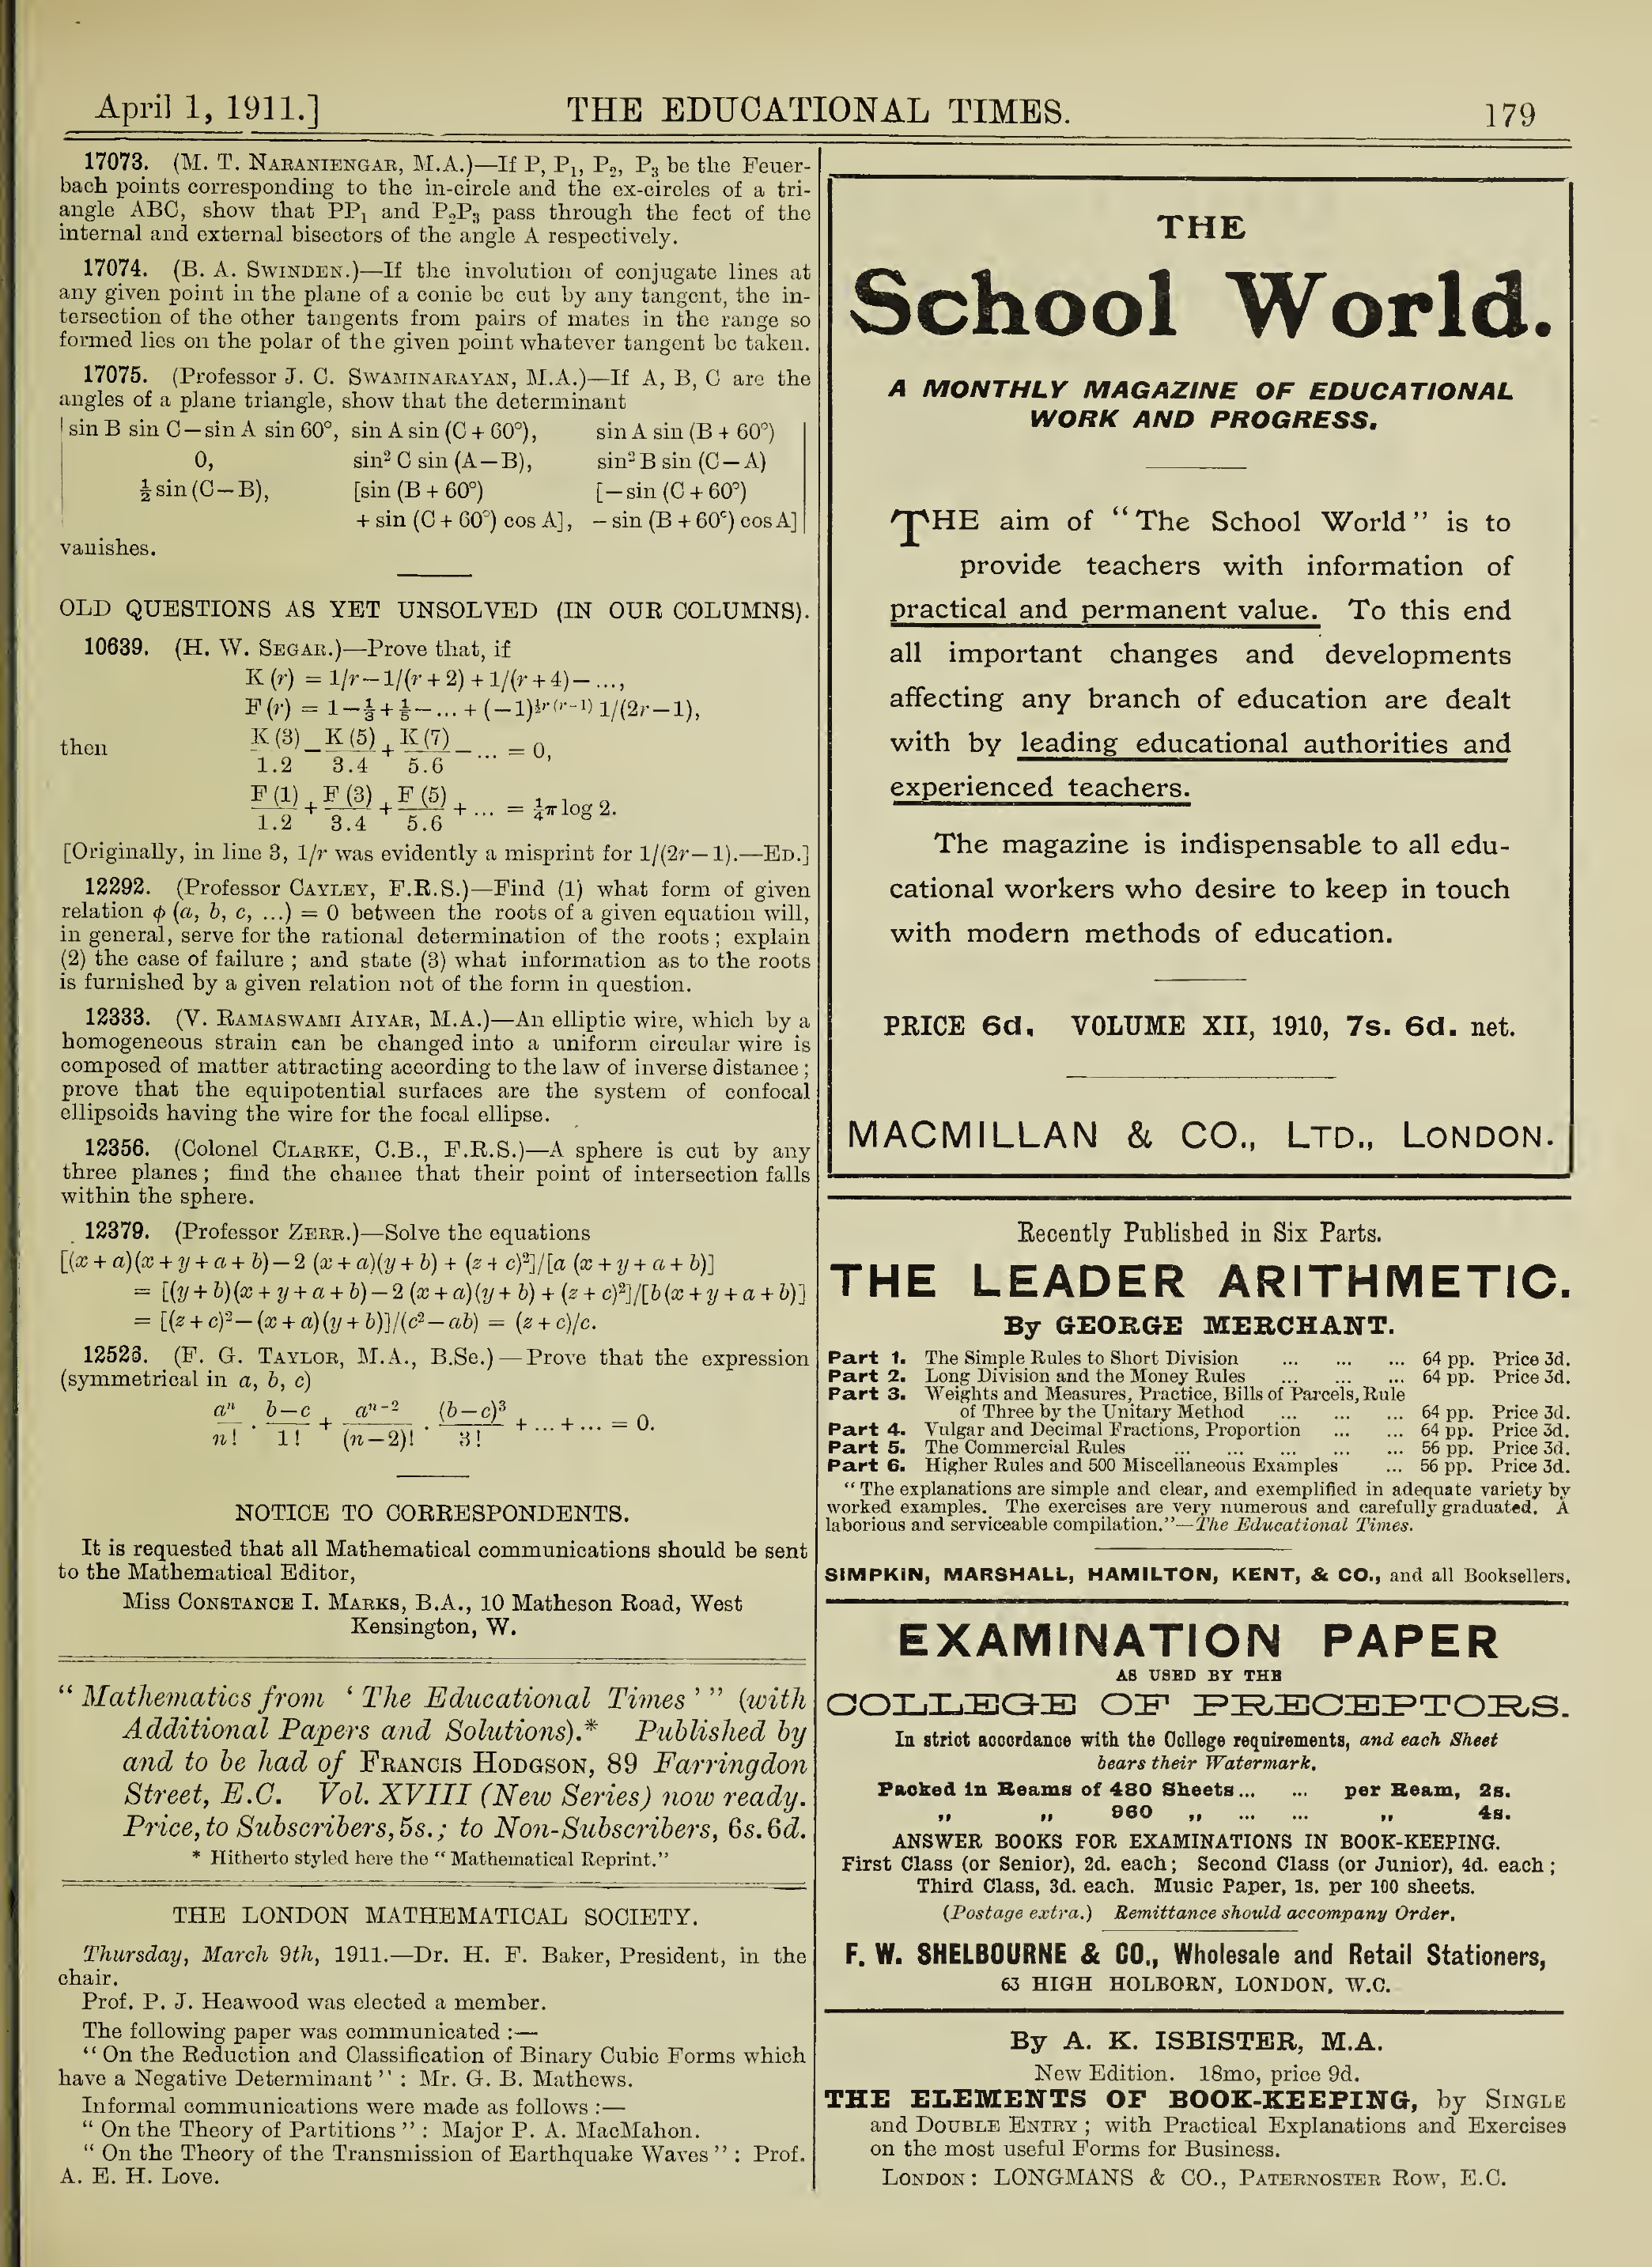 April 1, 1911.]
THE EDUCATIONAL TIMES.
179
17073. (M. T. NARANIENGAR, M.A.)—If P, P₁, P₂, P₃ be the Feuer-
bach points corresponding to the in-circle and the ex-circles of a tri-
angle ABC, show that PP₁ and P₂P₃ pass through the feet of the
internal and external bisectors of the angle A respectively.
17074. (B. A. SWINDEN.)—If the involution of conjugate lines at
any given point in the plane of a conic be cut by any tangent, the in-
tersection of the other tangents from pairs of mates in the range so
formed lies on the polar of the given point whatever tangent be taken.
17075. (Professor J. C. SWAMINARAYAN, M.A.)—If A, B, C are the
angles of a plane triangle, show that the determinant
| sin B sin C − sin A sin 60°, sin A sin (C + 60°), sin A sin (B + 60°) |
0, sin² C sin (A − B), sin² B sin (C − A)
½ sin (C − B), [sin (B + 60°) [− sin (C + 60°)
+ sin (C + 60°) cos A], − sin (B + 60°) cos A] |
vanishes.
OLD QUESTIONS AS YET UNSOLVED (IN OUR COLUMNS).
10639. (H. W. SEGAR.)—Prove that, if
K (r) = 1/r − 1/(r + 2) + 1/(r + 4) − ...,
F (r) = 1 − ⅓ + ⅕ − ... + (−1)^{½r(r−1)} 1/(2r − 1),
then K (3)/1.2 − K (5)/3.4 + K (7)/5.6 − ... = 0,
F (1)/1.2 + F (3)/3.4 + F (5)/5.6 + ... = ¼π log 2.
[Originally, in line 3, 1/r was evidently a misprint for 1/(2r − 1).—ED.]
12292. (Professor CAYLEY, F.R.S.)—Find (1) what form of given
relation φ (a, b, c, ...) = 0 between the roots of a given equation will,
in general, serve for the rational determination of the roots ; explain
(2) the case of failure ; and state (3) what information as to the roots
is furnished by a given relation not of the form in question.
12333. (V. RAMASWAMI AIYAR, M.A.)—An elliptic wire, which by a
homogeneous strain can be changed into a uniform circular wire is
composed of matter attracting according to the law of inverse distance ;
prove that the equipotential surfaces are the system of confocal
ellipsoids having the wire for the focal ellipse.
12356. (Colonel CLARKE, C.B., F.R.S.)—A sphere is cut by any
three planes ; find the chance that their point of intersection falls
within the sphere.
12379. (Professor ZERR.)—Solve the equations
[(x + a)(x + y + a + b) − 2 (x + a)(y + b) + (z + c)²]/[a (x + y + a + b)]
= [(y + b)(x + y + a + b) − 2 (x + a)(y + b) + (z + c)²]/[b (x + y + a + b)]
= [(z + c)² − (x + a)(y + b)]/(c² − ab) = (z + c)/c.
12523. (F. G. TAYLOR, M.A., B.Sc.)—Prove that the expression
(symmetrical in a, b, c)
aⁿ/n! . (b − c)/1! + aⁿ⁻²/(n − 2)! . (b − c)³/3! + ... + ... = 0.
NOTICE TO CORRESPONDENTS.
It is requested that all Mathematical communications should be sent
to the Mathematical Editor,
Miss CONSTANCE I. MARKS, B.A., 10 Matheson Road, West
Kensington, W.
“ Mathematics from ‘ The Educational Times ’ ” (with
Additional Papers and Solutions).* Published by
and to be had of FRANCIS HODGSON, 89 Farringdon
Street, E.C. Vol. XVIII (New Series) now ready.
Price, to Subscribers, 5s. ; to Non-Subscribers, 6s. 6d.
* Hitherto styled here the “ Mathematical Reprint.”
THE LONDON MATHEMATICAL SOCIETY.
Thursday, March 9th, 1911.—Dr. H. F. Baker, President, in the
chair.
Prof. P. J. Heawood was elected a member.
The following paper was communicated :—
“ On the Reduction and Classification of Binary Cubic Forms which
have a Negative Determinant ” : Mr. G. B. Mathews.
Informal communications were made as follows :—
“ On the Theory of Partitions ” : Major P. A. MacMahon.
“ On the Theory of the Transmission of Earthquake Waves ” : Prof.
A. E. H. Love.
THE
School World.
A MONTHLY MAGAZINE OF EDUCATIONAL
WORK AND PROGRESS.
THE aim of “The School World” is to
provide teachers with information of
practical and permanent value. To this end
all important changes and developments
affecting any branch of education are dealt
with by leading educational authorities and
experienced teachers.
The magazine is indispensable to all edu-
cational workers who desire to keep in touch
with modern methods of education.
PRICE 6d. VOLUME XII, 1910, 7s. 6d. net.
MACMILLAN & CO., LTD., LONDON.
Recently Published in Six Parts.
THE LEADER ARITHMETIC.
By GEORGE MERCHANT.
Part 1. The Simple Rules to Short Division ... ... ... 64 pp. Price 3d.
Part 2. Long Division and the Money Rules ... ... ... 64 pp. Price 3d.
Part 3. Weights and Measures, Practice, Bills of Parcels, Rule
of Three by the Unitary Method ... ... ... 64 pp. Price 3d.
Part 4. Vulgar and Decimal Fractions, Proportion ... ... 64 pp. Price 3d.
Part 5. The Commercial Rules ... ... ... ... ... 56 pp. Price 3d.
Part 6. Higher Rules and 500 Miscellaneous Examples ... 56 pp. Price 3d.
“ The explanations are simple and clear, and exemplified in adequate variety by
worked examples. The exercises are very numerous and carefully graduated. A
laborious and serviceable compilation.”—The Educational Times.
SIMPKIN, MARSHALL, HAMILTON, KENT, & CO., and all Booksellers.
EXAMINATION PAPER
AS USED BY THE
COLLEGE OF PRECEPTORS.
In strict accordance with the College requirements, and each Sheet
bears their Watermark.
Packed in Reams of 480 Sheets ... ... per Ream, 2s.
„ „ 960 „ ... ... „ 4s.
ANSWER BOOKS FOR EXAMINATIONS IN BOOK-KEEPING.
First Class (or Senior), 2d. each ; Second Class (or Junior), 4d. each ;
Third Class, 3d. each. Music Paper, 1s. per 100 sheets.
(Postage extra.) Remittance should accompany Order.
F. W. SHELBOURNE & CO., Wholesale and Retail Stationers,
63 HIGH HOLBORN, LONDON, W.C.
By A. K. ISBISTER, M.A.
New Edition. 18mo, price 9d.
THE ELEMENTS OF BOOK-KEEPING, by SINGLE
and DOUBLE ENTRY ; with Practical Explanations and Exercises
on the most useful Forms for Business.
LONDON : LONGMANS & CO., PATERNOSTER ROW, E.C.